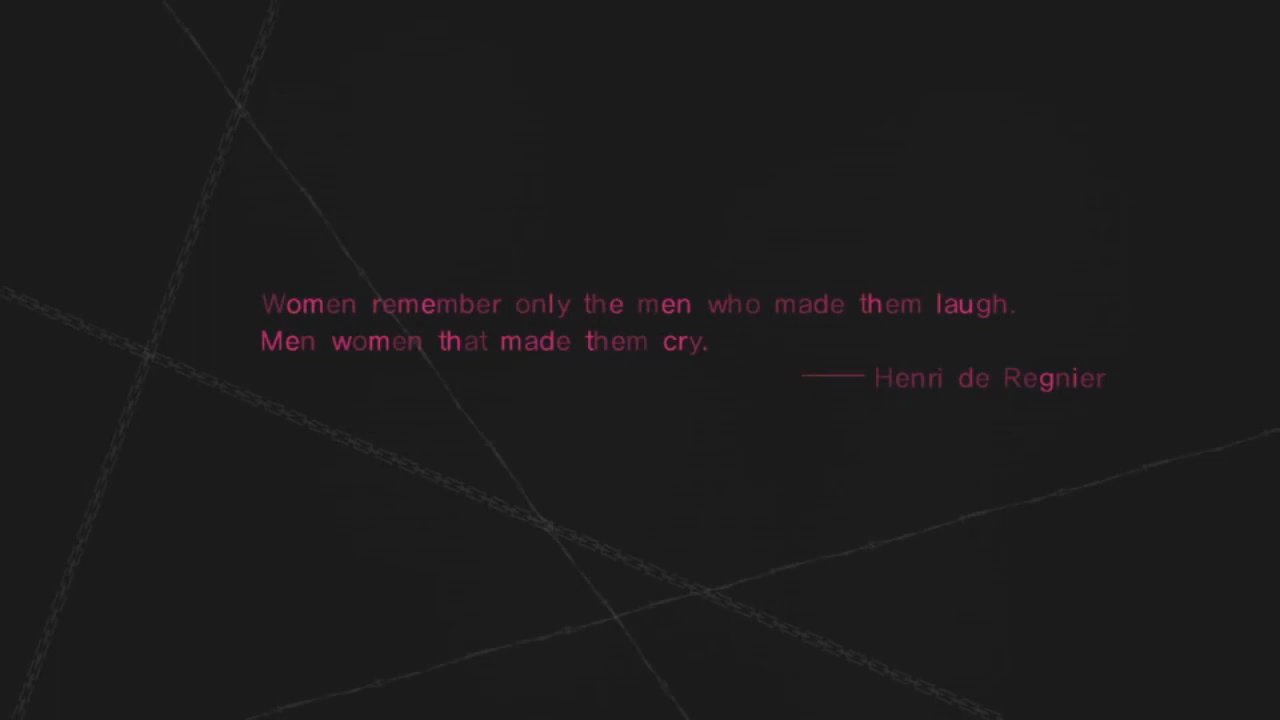 Women remember only the men who made them laugh.
Men women that made them cry.
—— Henri de Regnier